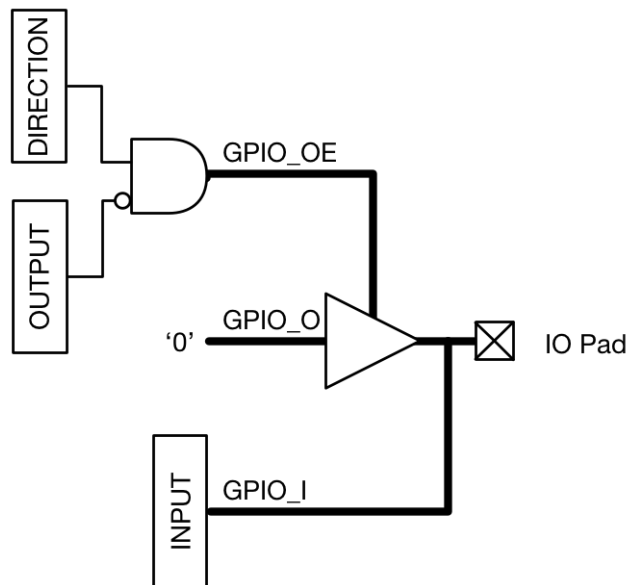 DIRECTION
GPIO_OE
OUTPUT
‘0’
GPIO_O
IO Pad
INPUT
GPIO_I